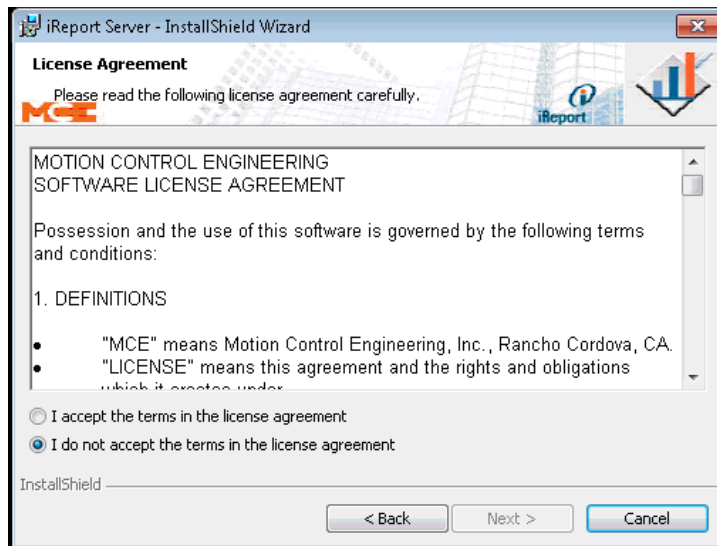 iReport Server - InstallShield Wizard
License Agreement
Please read the following license agreement carefully.
MCE
iReport
MOTION CONTROL ENGINEERING
SOFTWARE LICENSE AGREEMENT
Possession and the use of this software is governed by the following terms
and conditions:
1. DEFINITIONS
• "MCE" means Motion Control Engineering, Inc., Rancho Cordova, CA.
• "LICENSE" means this agreement and the rights and obligations
which it creates under
I accept the terms in the license agreement
I do not accept the terms in the license agreement
InstallShield
< Back Next > Cancel